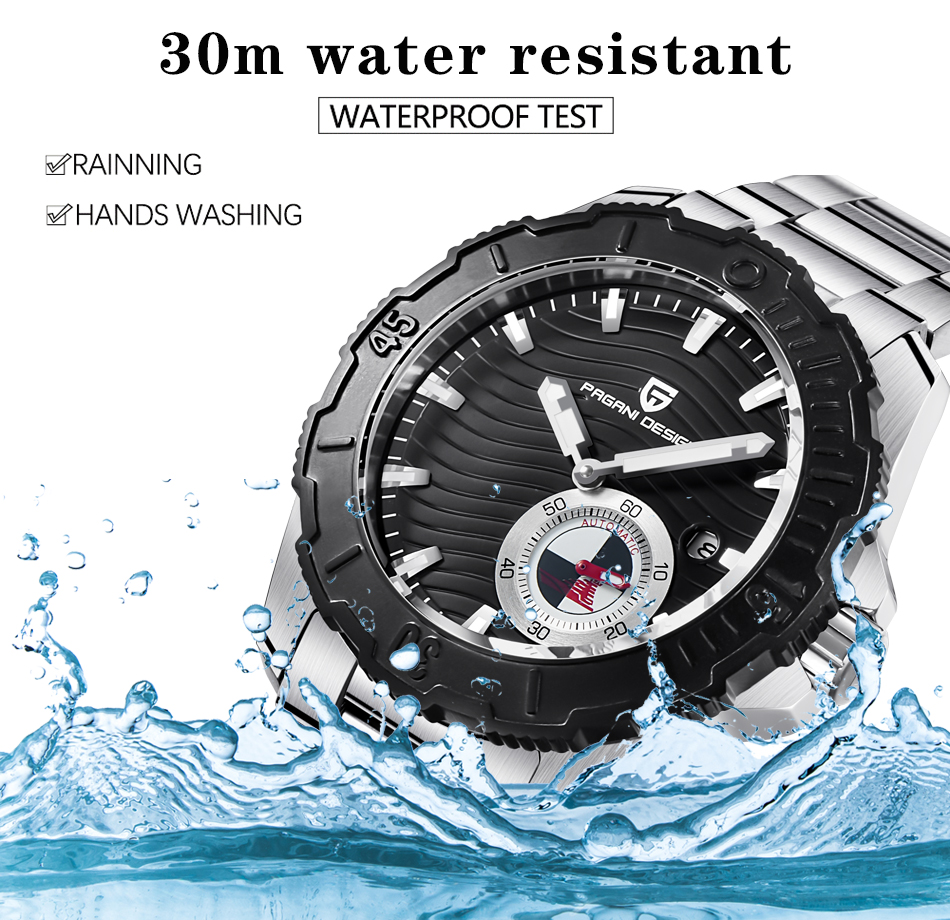 30m water resistant
WATERPROOF TEST
RAINNING
HANDS WASHING
45
PAGANI DESIGN
50
60
AUTOMATIC
40
10
30
20